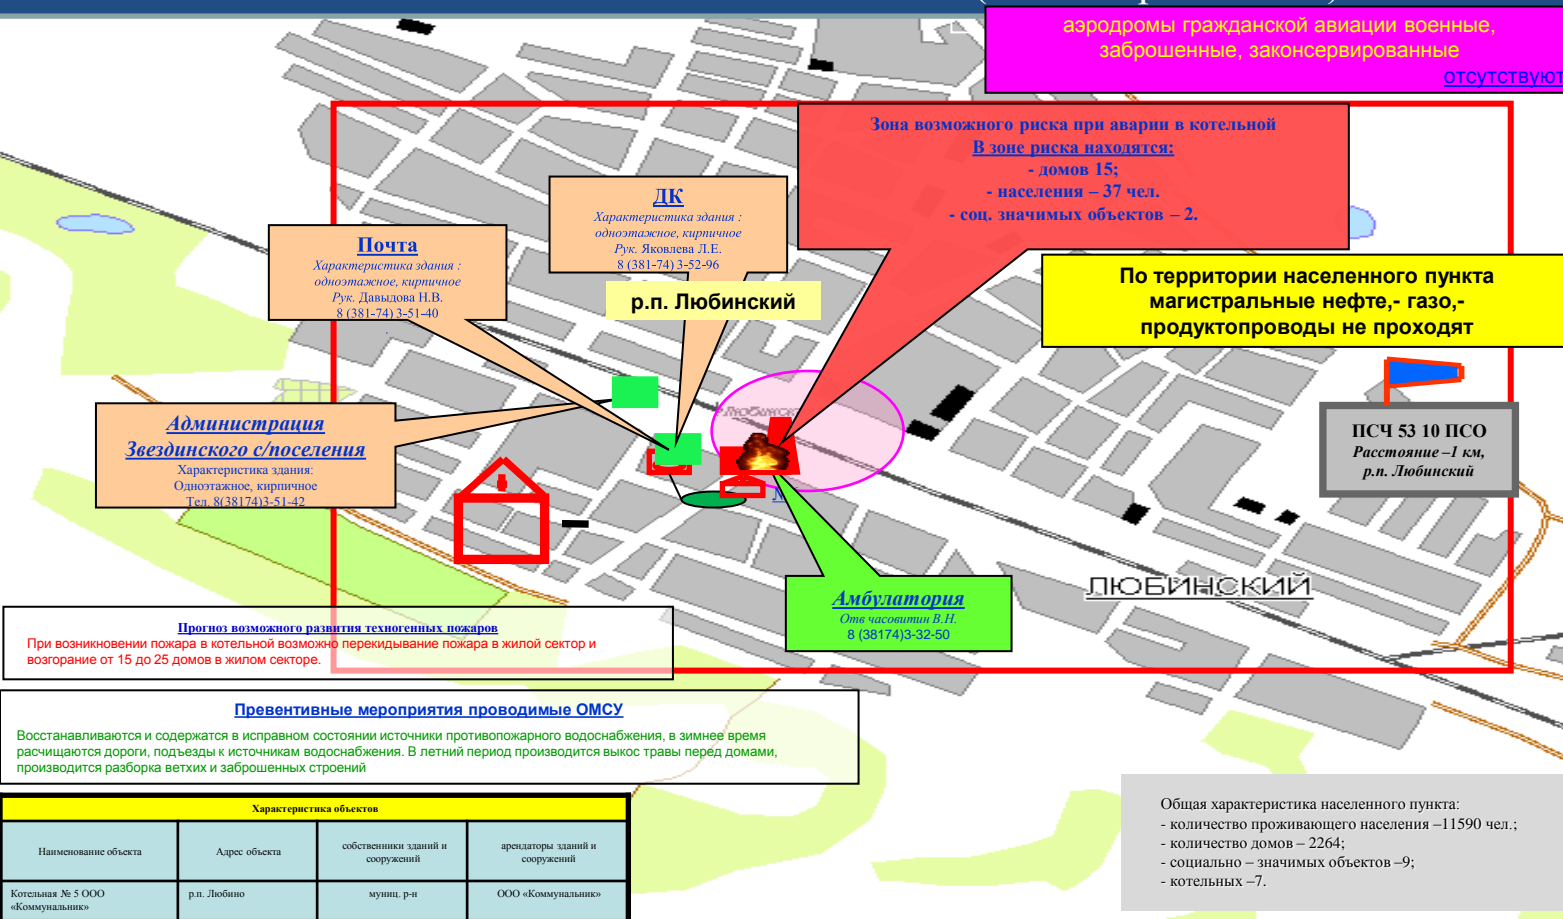 аэродромы гражданской авиации военные,
заброшенные, законсервированные
отсутствуют
Зона возможного риска при аварии в котельной
В зоне риска находятся:
- домов 15;
- населения – 37 чел.
- соц. значимых объектов – 2.
ДК
Характеристика здания :
одноэтажное, кирпичное
Рук. Яковлева Л.Е.
8 (381-74) 3-52-96
Почта
Характеристика здания :
одноэтажное, кирпичное
Рук. Давыдова Н.В.
8 (381-74) 3-51-40
.
р.п. Любинский
По территории населенного пункта
магистральные нефте,- газо,-
продуктопроводы не проходят
Администрация
Звездинского с/поселения
Характеристика здания:
Одноэтажное, кирпичное
Тел. 8(38174)3-51-42
ПСЧ 53 10 ПСО
Расстояние –1 км,
р.п. Любинский
ЛЮБИНСКИЙ
Амбулатория
Отв часовитин В.Н.
8 (38174)3-32-50
Прогноз возможного развития техногенных пожаров
При возникновении пожара в котельной возможно перекидывание пожара в жилой сектор и
возгорание от 15 до 25 домов в жилом секторе.
Превентивные мероприятия проводимые ОМСУ
Восстанавливаются и содержатся в исправном состоянии источники противопожарного водоснабжения, в зимнее время
расчищаются дороги, подъезды к источникам водоснабжения. В летний период производится выкос травы перед домами,
производится разборка ветхих и заброшенных строений
Характеристика объектов
Наименование объекта Адрес объекта собственники зданий и арендаторы зданий и
сооружений сооружений
Котельная № 5 ООО р.п. Любино муниц. р-н ООО «Коммунальник»
«Коммунальник»
Общая характеристика населенного пункта:
- количество проживающего населения –11590 чел.;
- количество домов – 2264;
- социально – значимых объектов –9;
- котельных –7.